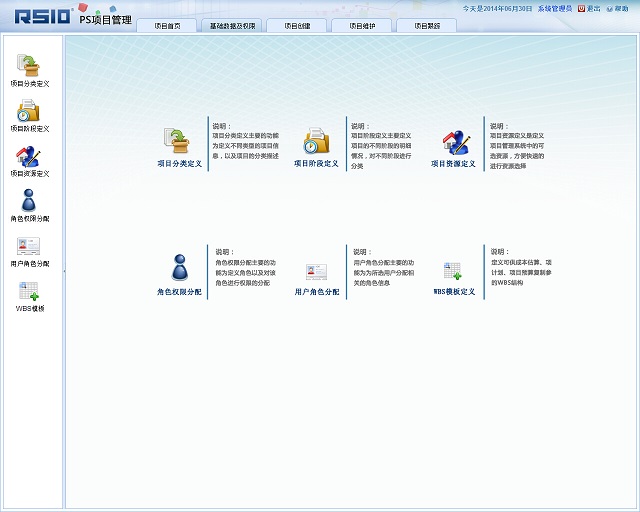 RSIO PS项目管理
项目首页
基础数据及权限
项目创建
项目维护
项目跟踪
今天是2014年06月30日 系统管理员 退出 帮助
项目分类定义
项目阶段定义
项目资源定义
角色权限分配
用户角色分配
WBS模板
项目分类定义
说明：
项目分类定义主要的功能
为定义不同类型的项目信
息，以及项目的分类描述
项目阶段定义
说明：
项目阶段定义主要定义
项目的不同阶段的明细
情况，对不同阶段进行
分类
项目资源定义
说明：
项目资源定义是定义
项目管理系统中的可
选资源，方便快速的
进行资源选择
角色权限分配
说明：
角色权限分配主要的功
能为定义角色以及对该
角色进行权限的分配
用户角色分配
说明：
用户角色分配主要的功
能为为所选用户分配相
关的角色信息
WBS模板定义
说明：
定义可供成本估算、项
计划、项目预算复制参
的WBS结构